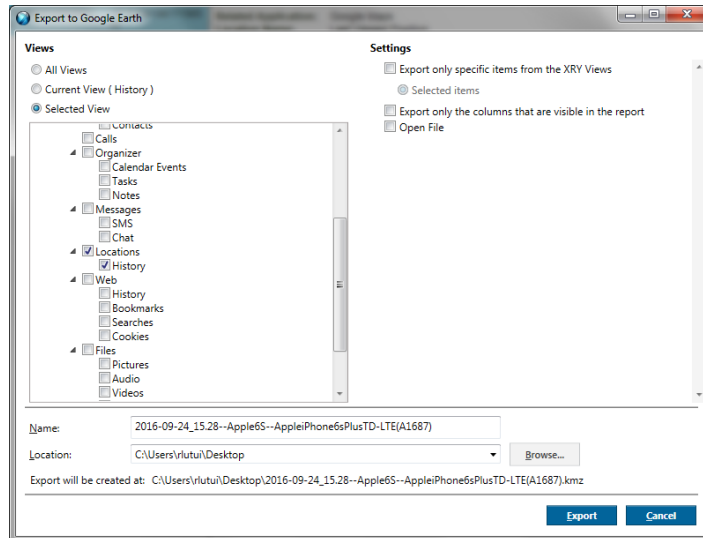 Export to Google Earth
Views
All Views
Current View ( History )
Selected View
Contacts
Calls
Organizer
Calendar Events
Tasks
Notes
Messages
SMS
Chat
Locations
History
Web
History
Bookmarks
Searches
Cookies
Files
Pictures
Audio
Videos
Settings
Export only specific items from the XRY Views
Selected items
Export only the columns that are visible in the report
Open File
Name: 2016-09-24_15.28--Apple6S--AppleiPhone6sPlusTD-LTE(A1687)
Location: C:\Users\rlutui\Desktop Browse...
Export will be created at: C:\Users\rlutui\Desktop\2016-09-24_15.28--Apple6S--AppleiPhone6sPlusTD-LTE(A1687).kmz
Export Cancel